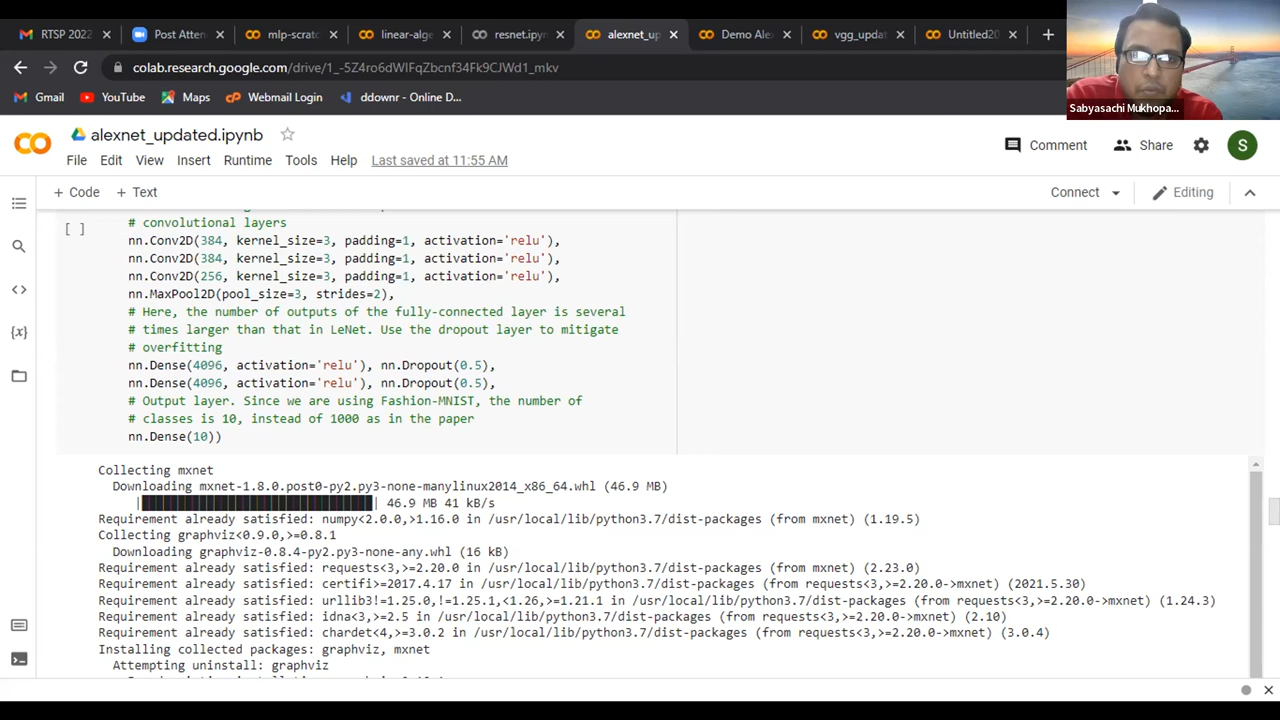 RTSP 2022
Post Atten
mlp-scratc
linear-alge
resnet.ipyn
alexnet_up
Demo Ale
vgg_updat
Untitled20
colab.research.google.com/drive/1_-5Z4ro6dWIFqZbhnf34Fk9CJWd1_mkv
Gmail
YouTube
Maps
Webmail Login
ddownr - Online D...
Sabyasachi Mukhopa...
alexnet_updated.ipynb
File Edit View Insert Runtime Tools Help Last saved at 11:55 AM
Comment
Share
S
+ Code + Text
Connect
Editing
[ ]
# convolutional layers
nn.Conv2D(384, kernel_size=3, padding=1, activation='relu'),
nn.Conv2D(384, kernel_size=3, padding=1, activation='relu'),
nn.Conv2D(256, kernel_size=3, padding=1, activation='relu'),
nn.MaxPool2D(pool_size=3, strides=2),
# Here, the number of outputs of the fully-connected layer is several
# times larger than that in LeNet. Use the dropout layer to mitigate
# overfitting
nn.Dense(4096, activation='relu'), nn.Dropout(0.5),
nn.Dense(4096, activation='relu'), nn.Dropout(0.5),
# Output layer. Since we are using Fashion-MNIST, the number of
# classes is 10, instead of 1000 as in the paper
nn.Dense(10))
Collecting mxnet
Downloading mxnet-1.8.0.post0-py2.py3-none-manylinux2014_x86_64.whl (46.9 MB)
| | 46.9 MB 41 kB/s
Requirement already satisfied: numpy<2.0.0,>1.16.0 in /usr/local/lib/python3.7/dist-packages (from mxnet) (1.19.5)
Collecting graphviz<0.9.0,>=0.8.1
Downloading graphviz-0.8.4-py2.py3-none-any.whl (16 kB)
Requirement already satisfied: requests<3,>=2.20.0 in /usr/local/lib/python3.7/dist-packages (from mxnet) (2.23.0)
Requirement already satisfied: certifi>=2017.4.17 in /usr/local/lib/python3.7/dist-packages (from requests<3,>=2.20.0->mxnet) (2021.5.30)
Requirement already satisfied: urllib3!=1.25.0,!=1.25.1,<1.26,>=1.21.1 in /usr/local/lib/python3.7/dist-packages (from requests<3,>=2.20.0->mxnet) (1.24.3)
Requirement already satisfied: idna<3,>=2.5 in /usr/local/lib/python3.7/dist-packages (from requests<3,>=2.20.0->mxnet) (2.10)
Requirement already satisfied: chardet<4,>=3.0.2 in /usr/local/lib/python3.7/dist-packages (from requests<3,>=2.20.0->mxnet) (3.0.4)
Installing collected packages: graphviz, mxnet
Attempting uninstall: graphviz